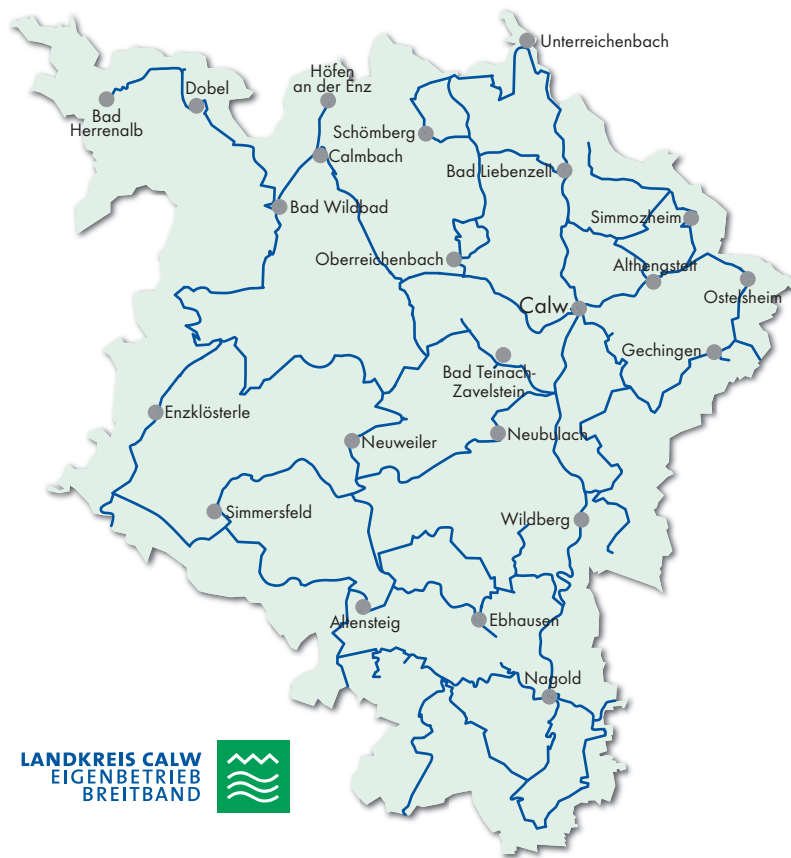 Unterreichenbach
Höfen
an der Enz
Dobel
Bad
Herrenalb
Schömberg
Calmbach
Bad Liebenzell
Bad Wildbad
Simmozheim
Oberreichenbach
Althengstett
Ostelsheim
Calw
Gechingen
Bad Teinach-
Zavelstein
Enzklösterle
Neuweiler
Neubulach
Simmersfeld
Wildberg
Altensteig
Ebhausen
Nagold
LANDKREIS CALW
EIGENBETRIEB
BREITBAND